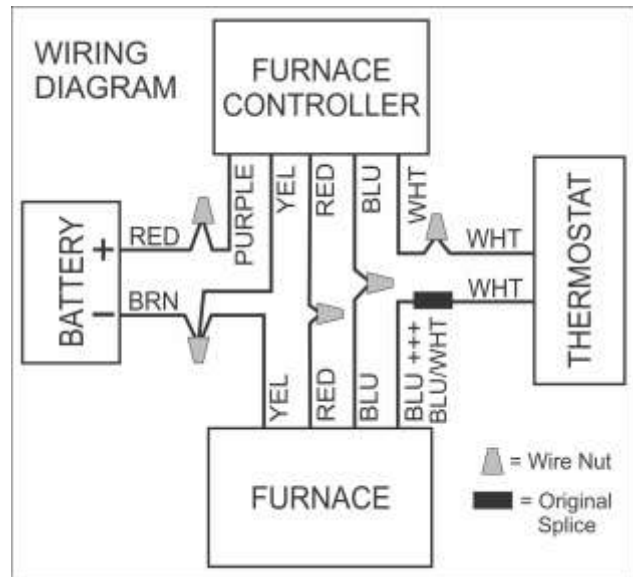 WIRING
DIAGRAM
FURNACE
CONTROLLER
PURPLE
YEL
RED
BLU
WHT
BATTERY
+
−
RED
BRN
WHT
WHT
THERMOSTAT
YEL
RED
BLU
BLU +++
BLU/WHT
FURNACE
= Wire Nut
= Original
Splice